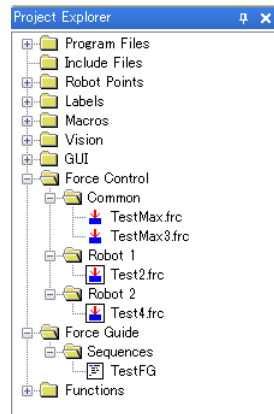 Project Explorer
Program Files
Include Files
Robot Points
Labels
Macros
Vision
GUI
Force Control
Common
TestMax.frc
TestMax3.frc
Robot 1
Test2.frc
Robot 2
Test4.frc
Force Guide
Sequences
TestFG
Functions